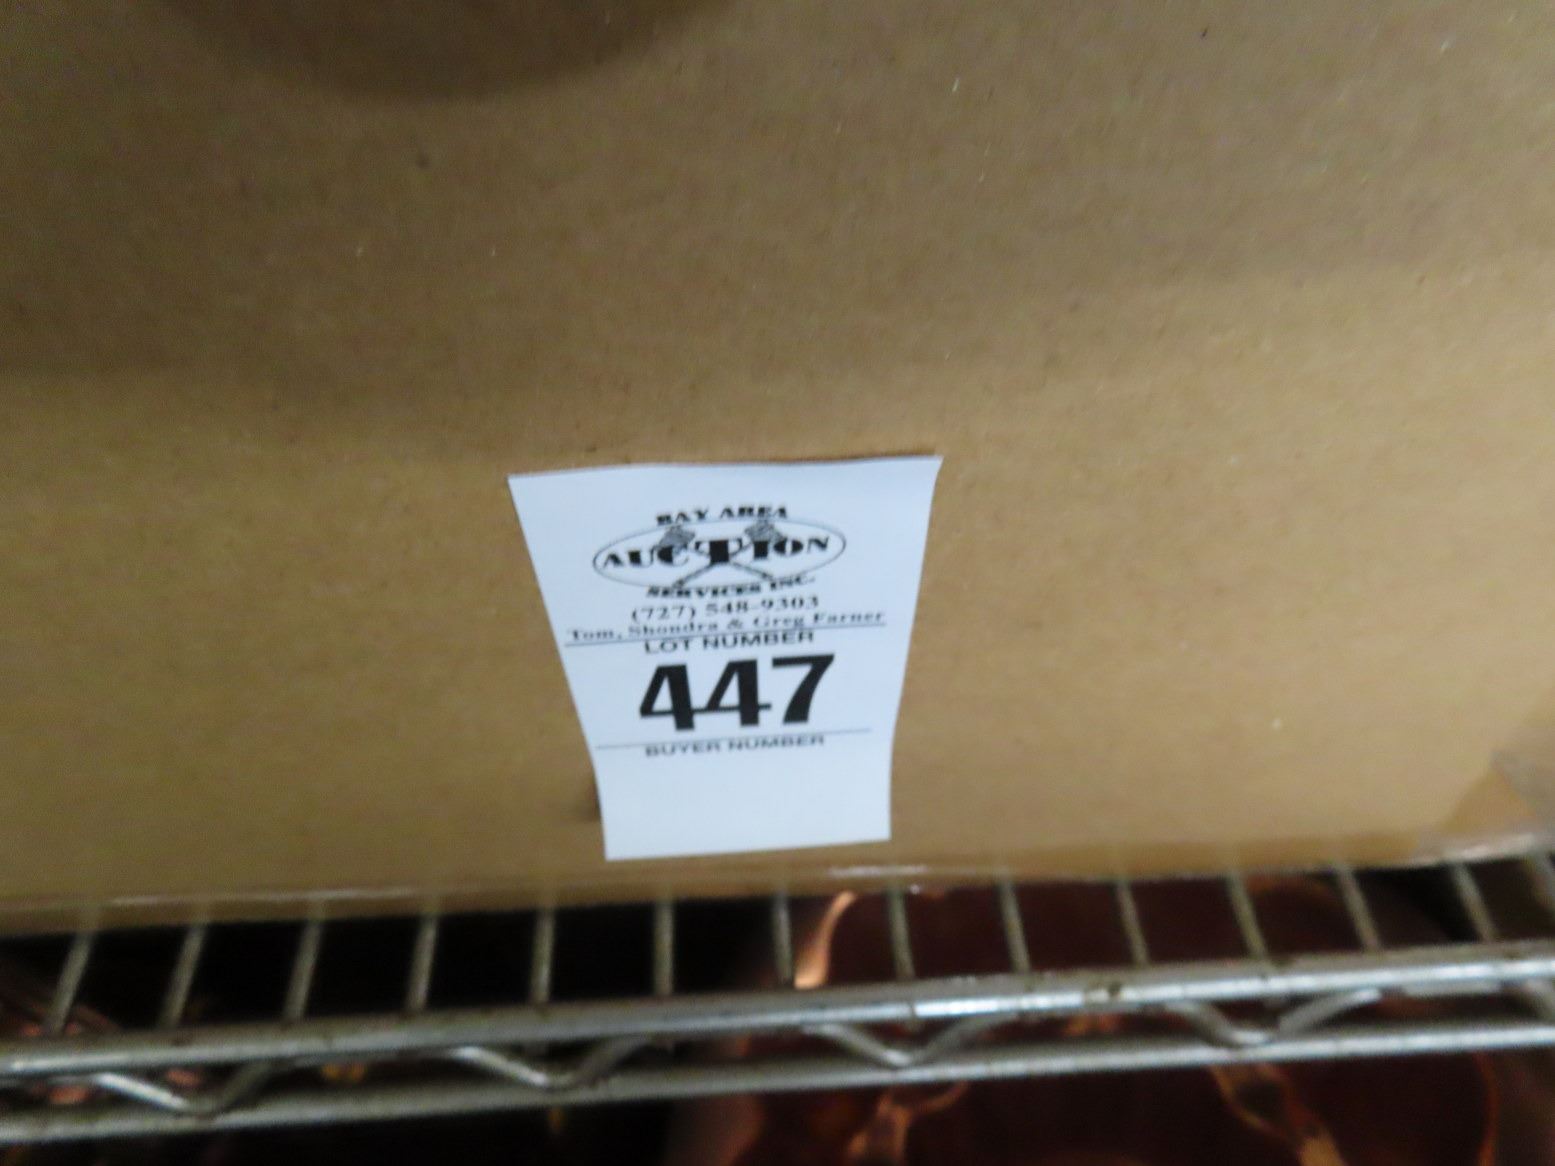 BAY AREA
AUCTION
SERVICES INC.
(727) 548-9303
Tom, Shondra & Greg Farner
LOT NUMBER
447
BUYER NUMBER